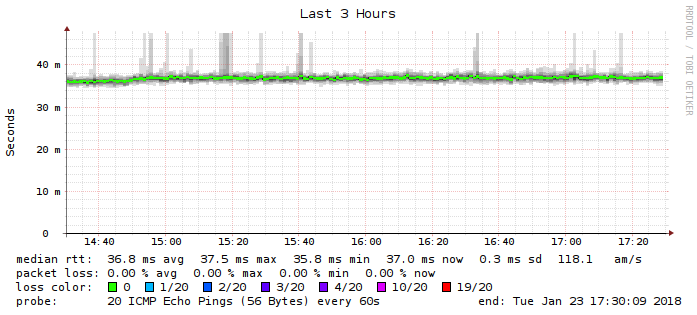 Last 3 Hours
RRDTOOL / TOBI OETIKER
Seconds
40 m
30 m
20 m
10 m
0
14:40 15:00 15:20 15:40 16:00 16:20 16:40 17:00 17:20
median rtt: 36.8 ms avg 37.5 ms max 35.8 ms min 37.0 ms now 0.3 ms sd 118.1 am/s
packet loss: 0.00 % avg 0.00 % max 0.00 % min 0.00 % now
loss color: 0 1/20 2/20 3/20 4/20 10/20 19/20
probe: 20 ICMP Echo Pings (56 Bytes) every 60s end: Tue Jan 23 17:30:09 2018